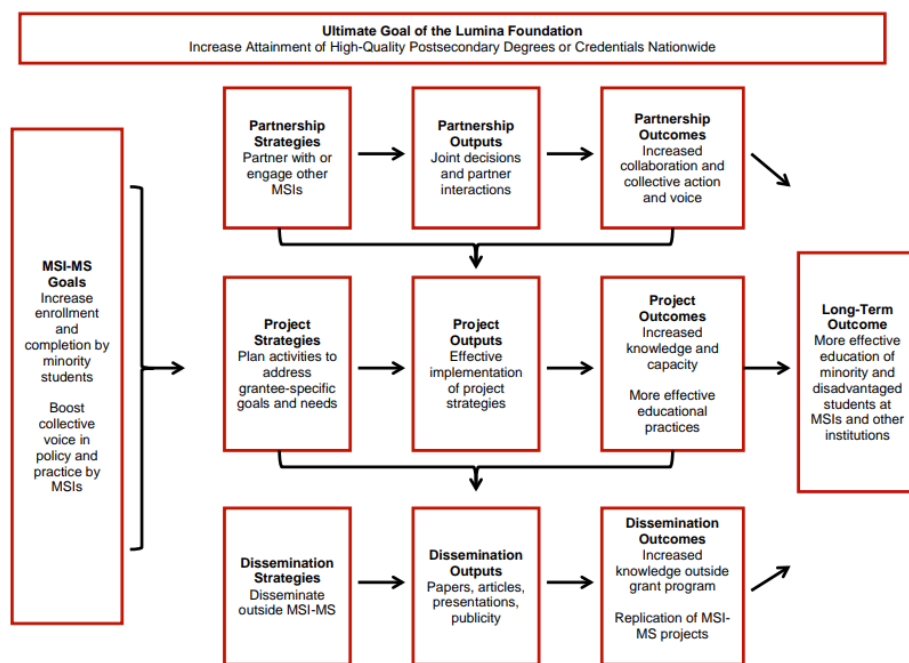 Ultimate Goal of the Lumina Foundation
Increase Attainment of High-Quality Postsecondary Degrees or Credentials Nationwide
MSI-MS
Goals
Increase
enrollment
and
completion by
minority
students
Boost
collective
voice in
policy and
practice by
MSIs
Partnership
Strategies
Partner with or
engage other
MSIs
Partnership
Outputs
Joint decisions
and partner
interactions
Partnership
Outcomes
Increased
collaboration and
collective action
and voice
Project
Strategies
Plan activities to
address
grantee-specific
goals and needs
Project
Outputs
Effective
implementation
of project
strategies
Project
Outcomes
Increased
knowledge and
capacity
More effective
educational
practices
Dissemination
Strategies
Disseminate
outside MSI-MS
Dissemination
Outputs
Papers, articles,
presentations,
publicity
Dissemination
Outcomes
Increased
knowledge outside
grant program
Replication of MSI-
MS projects
Long-Term
Outcome
More effective
education of
minority and
disadvantaged
students at
MSIs and other
institutions